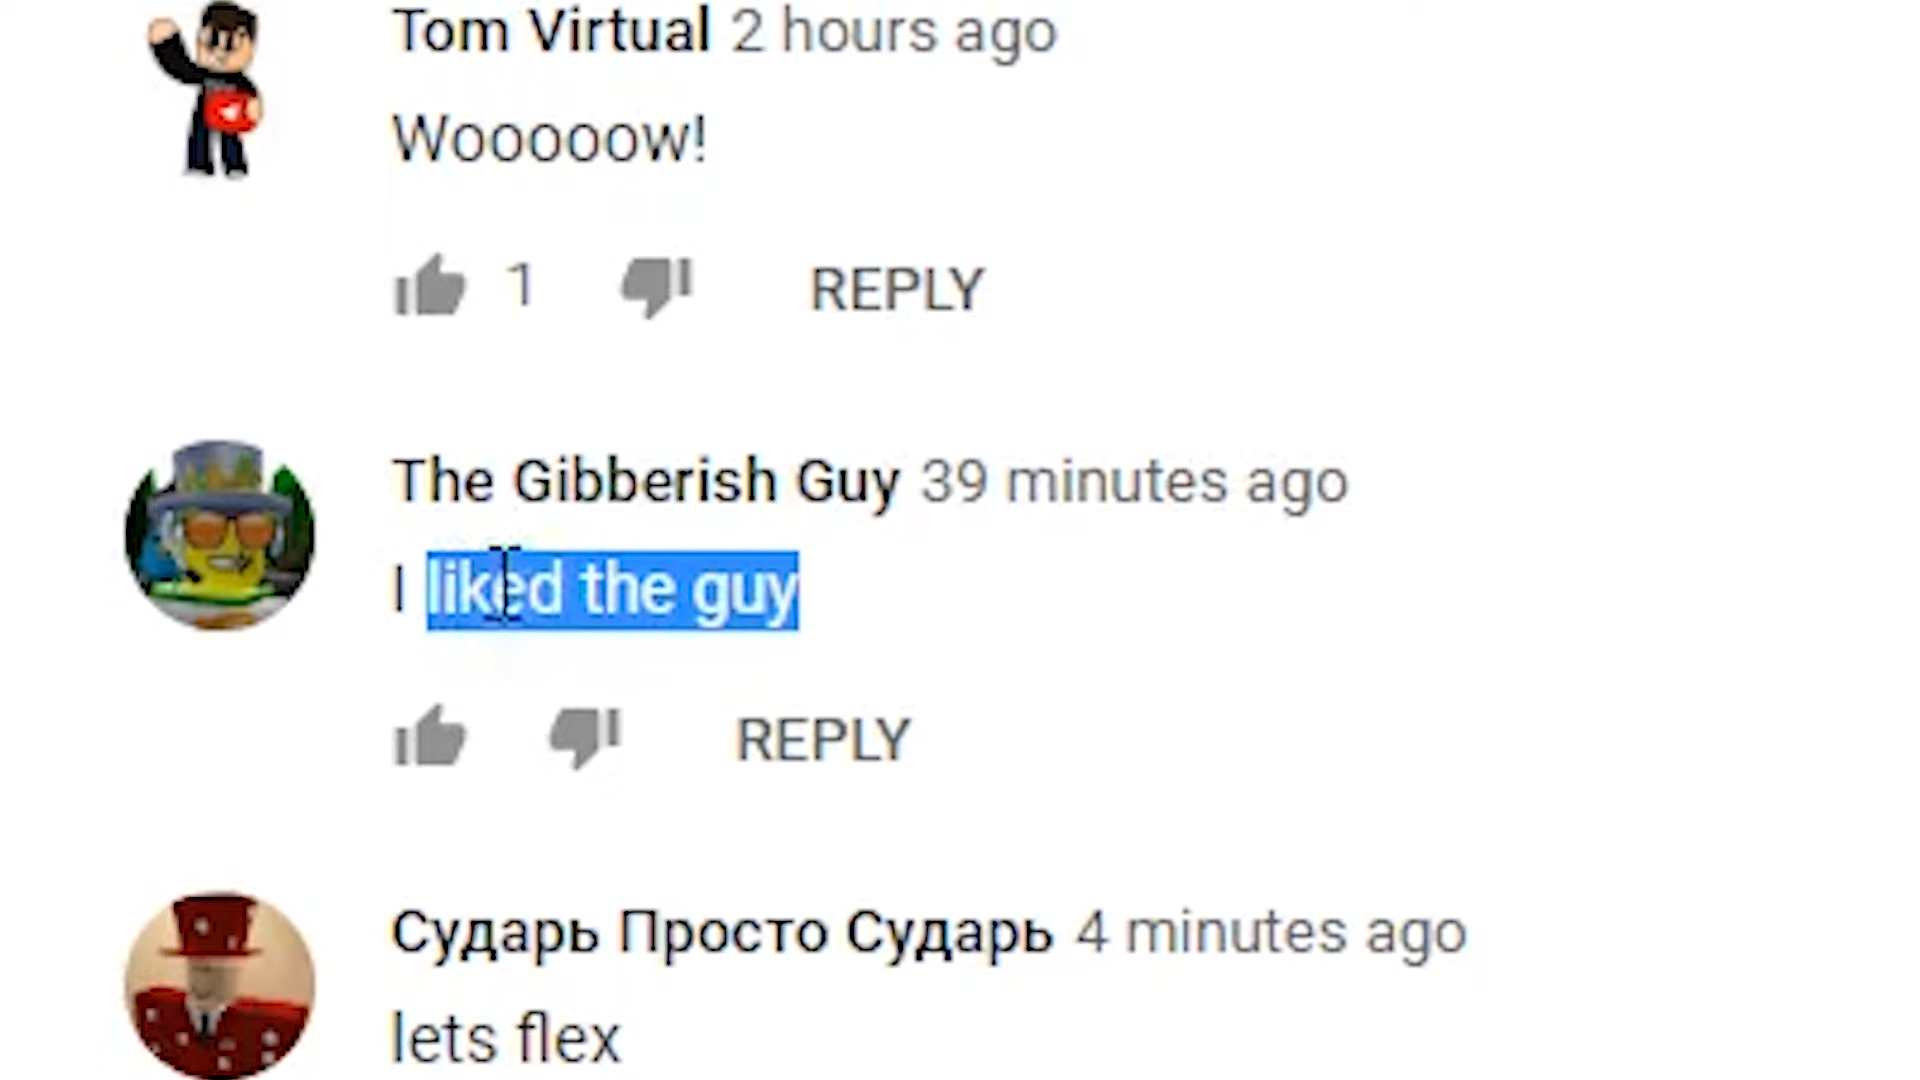 Tom Virtual 2 hours ago
Wooooow!
1 REPLY
The Gibberish Guy 39 minutes ago
I liked the guy
REPLY
Сударь Просто Сударь 4 minutes ago
lets flex